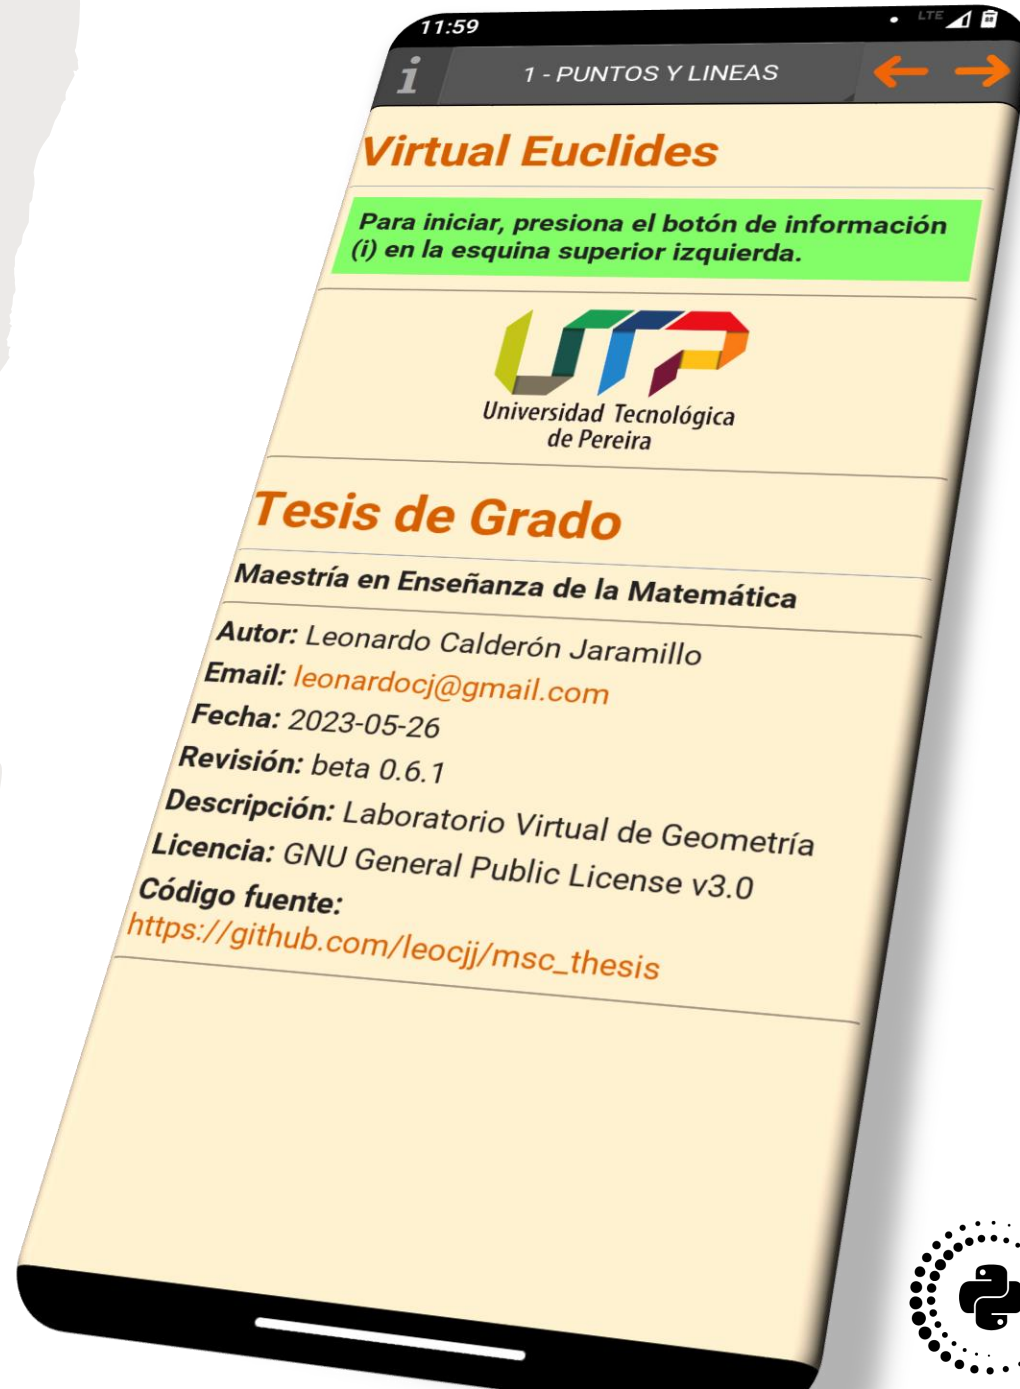 11:59
LTE
i
1 - PUNTOS Y LINEAS
Virtual Euclides
Para iniciar, presiona el botón de información
(i) en la esquina superior izquierda.
UTP
Universidad Tecnológica
de Pereira
Tesis de Grado
Maestría en Enseñanza de la Matemática
Autor: Leonardo Calderón Jaramillo
Email: leonardocj@gmail.com
Fecha: 2023-05-26
Revisión: beta 0.6.1
Descripción: Laboratorio Virtual de Geometría
Licencia: GNU General Public License v3.0
Código fuente:
https://github.com/leocjj/msc_thesis